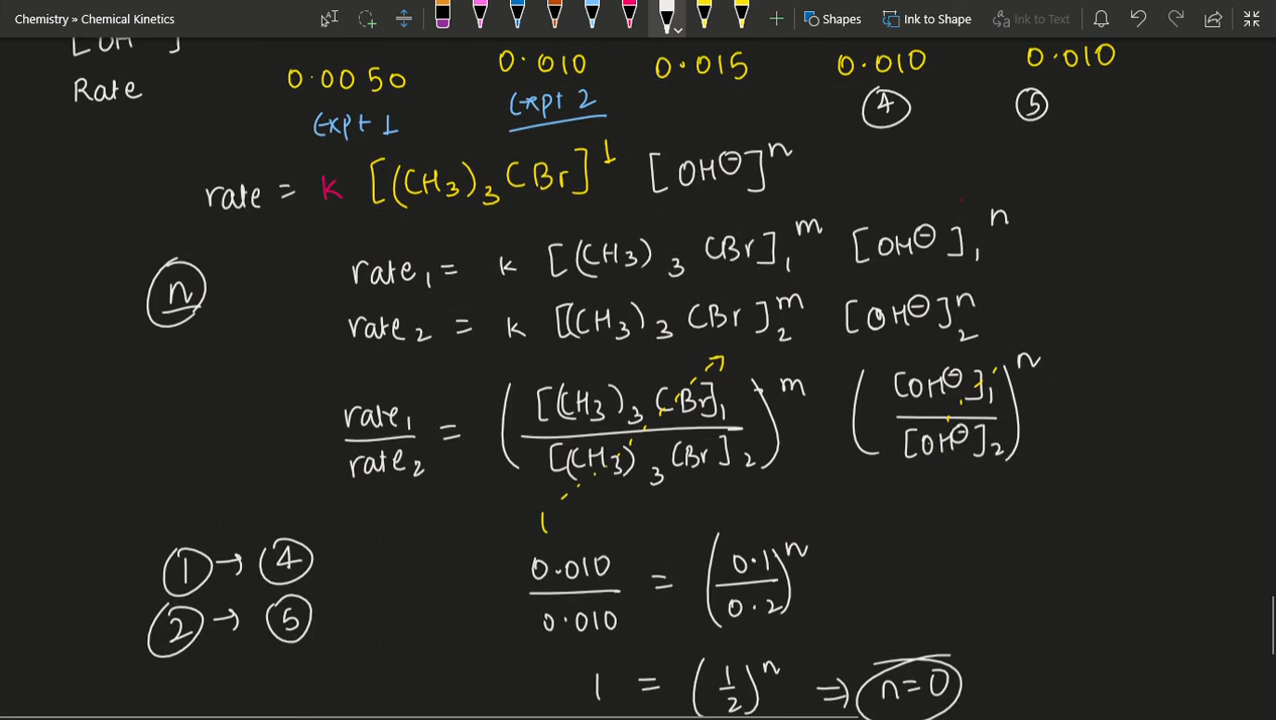 Chemistry » Chemical Kinetics
Shapes
Ink to Shape
Ink to Text
[OH⁻]
Rate 0.0050 0.010 0.015 0.010 0.010
Expt 1 Expt 2 ④ ⑤
rate = k [(CH₃)₃CBr]¹ [OH⊖]ⁿ
ⓝ
rate₁ = k [(CH₃)₃CBr]₁ᵐ [OH⊖]₁ⁿ
rate₂ = k [(CH₃)₃CBr]₂ᵐ [OH⊖]₂ⁿ
rate₁/rate₂ = ([(CH₃)₃CBr]₁/[(CH₃)₃CBr]₂)ᵐ ([OH⊖]₁/[OH⊖]₂)ⁿ
1
① → ④
② → ⑤
0.010/0.010 = (0.1/0.2)ⁿ
1 = (1/2)ⁿ ⇒ n=0